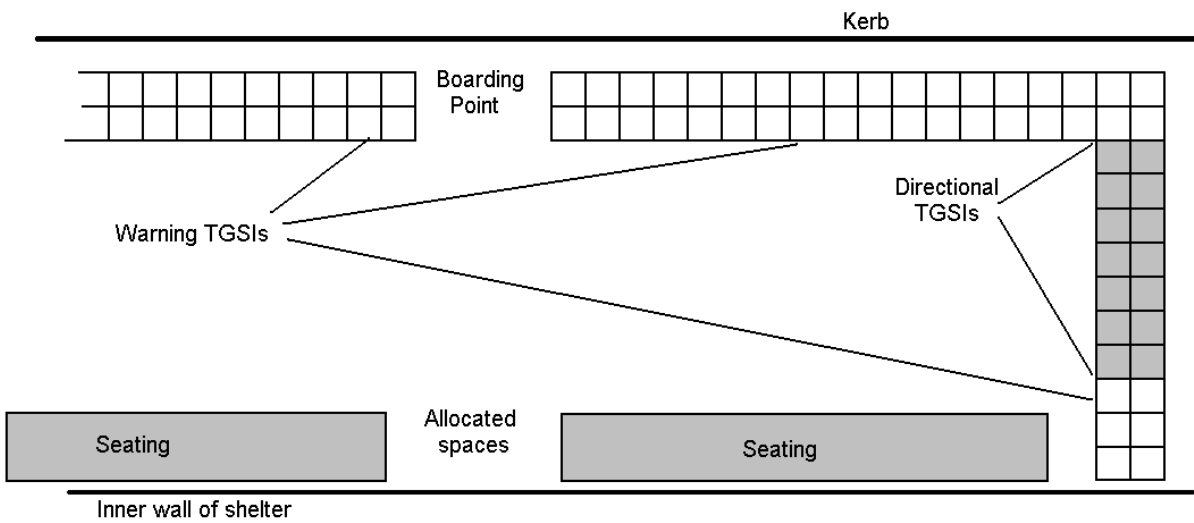 Kerb
Boarding
Point
Directional
TGSIs
Warning TGSIs
Allocated
spaces
Seating
Seating
Inner wall of shelter